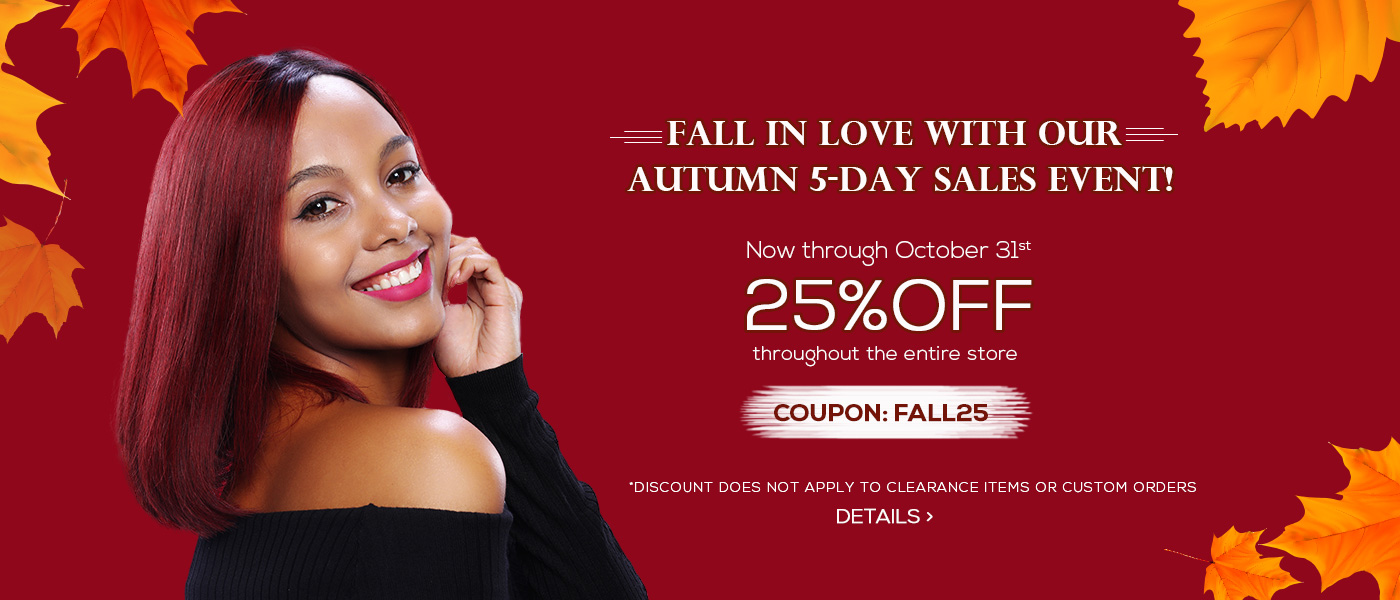 FALL IN LOVE WITH OUR
AUTUMN 5-DAY SALES EVENT!
Now through October 31st
25%OFF
throughout the entire store
COUPON: FALL25
*DISCOUNT DOES NOT APPLY TO CLEARANCE ITEMS OR CUSTOM ORDERS
DETAILS >